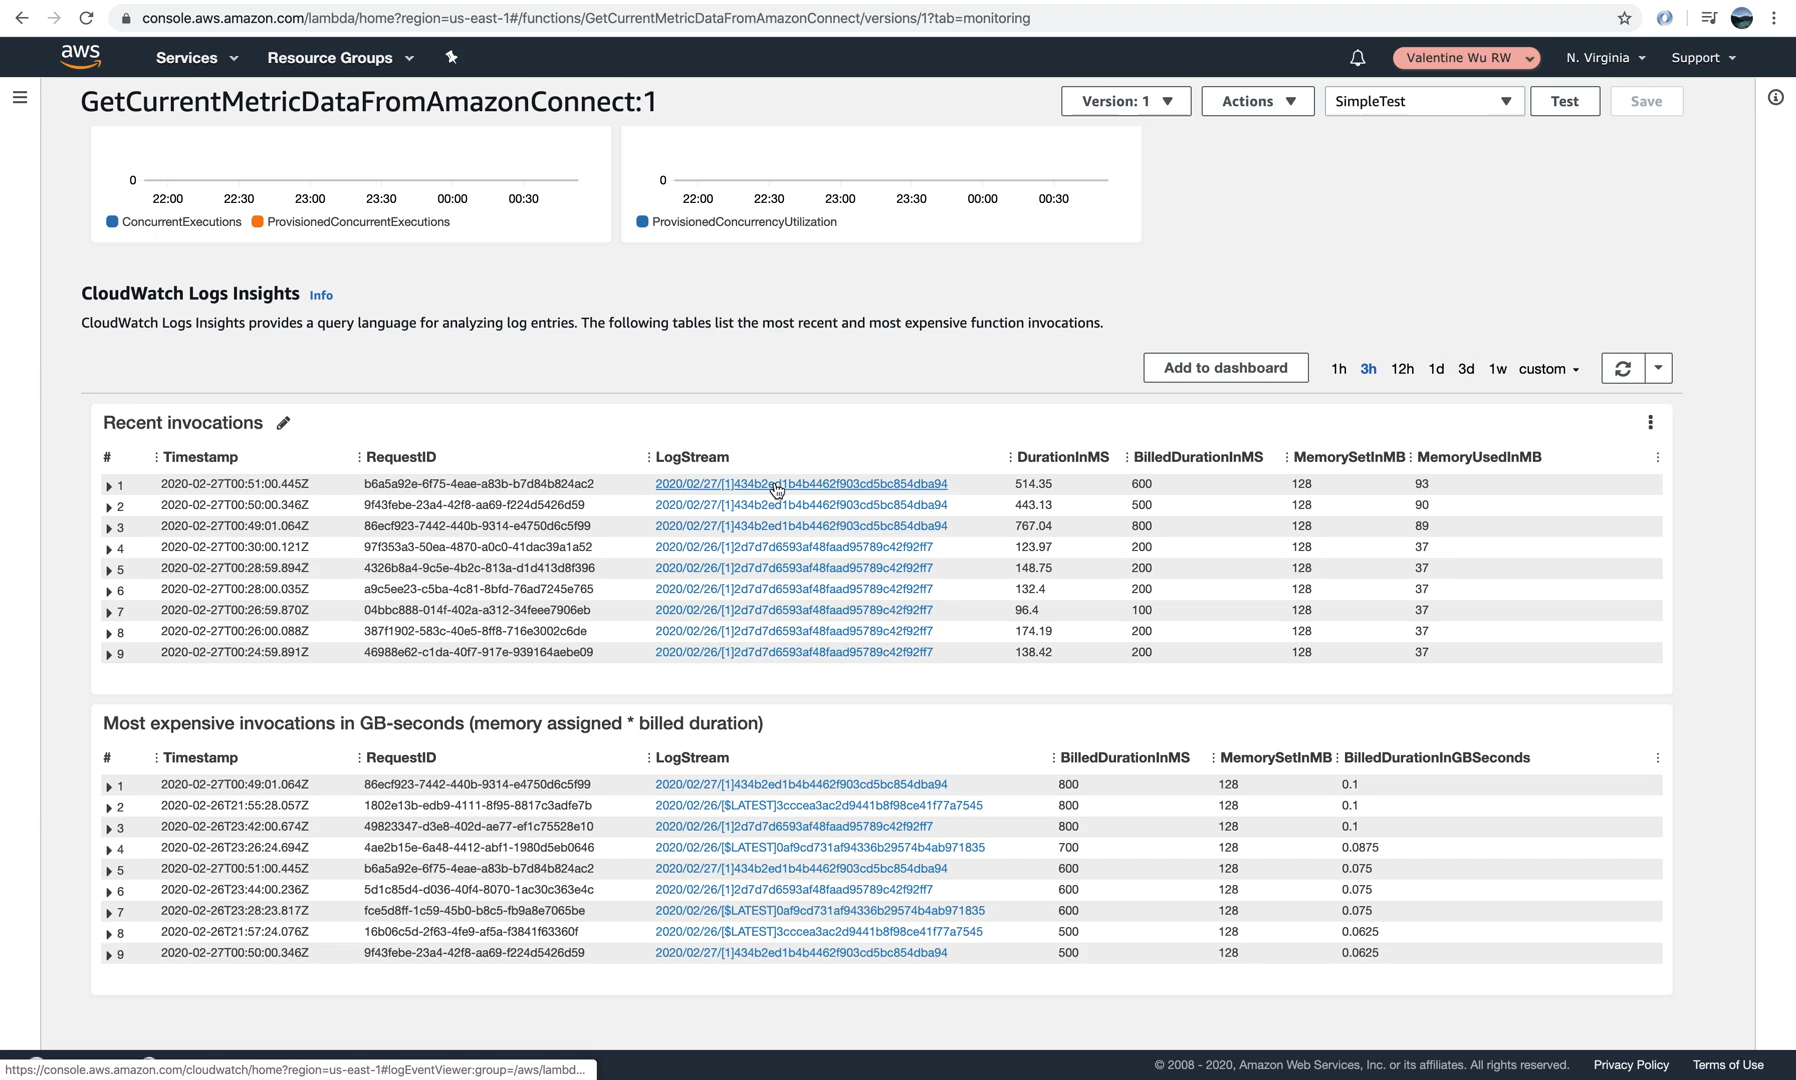 console.aws.amazon.com/lambda/home?region=us-east-1#/functions/GetCurrentMetricDataFromAmazonConnect/versions/1?tab=monitoring
aws Services Resource Groups Valentine Wu RW N. Virginia Support
GetCurrentMetricDataFromAmazonConnect:1 Version: 1 Actions SimpleTest Test Save
0 0
22:00 22:30 23:00 23:30 00:00 00:30 22:00 22:30 23:00 23:30 00:00 00:30
ConcurrentExecutions ProvisionedConcurrentExecutions ProvisionedConcurrencyUtilization
CloudWatch Logs Insights Info
CloudWatch Logs Insights provides a query language for analyzing log entries. The following tables list the most recent and most expensive function invocations.
Add to dashboard 1h 3h 12h 1d 3d 1w custom
Recent invocations
# Timestamp RequestID LogStream DurationInMS BilledDurationInMS MemorySetInMB MemoryUsedInMB
1 2020-02-27T00:51:00.445Z b6a5a92e-6f75-4eae-a83b-b7d84b824ac2 2020/02/27/[1]434b2ed1b4b4462f903cd5bc854dba94 514.35 600 128 93
2 2020-02-27T00:50:00.346Z 9f43febe-23a4-42f8-aa69-f224d5426d59 2020/02/27/[1]434b2ed1b4b4462f903cd5bc854dba94 443.13 500 128 90
3 2020-02-27T00:49:01.064Z 86ecf923-7442-440b-9314-e4750d6c5f99 2020/02/27/[1]434b2ed1b4b4462f903cd5bc854dba94 767.04 800 128 89
4 2020-02-27T00:30:00.121Z 97f353a3-50ea-4870-a0c0-41dac39a1a52 2020/02/26/[1]2d7d7d6593af48faad95789c42f92ff7 123.97 200 128 37
5 2020-02-27T00:28:59.894Z 4326b8a4-9c5e-4b2c-813a-d1d413d8f396 2020/02/26/[1]2d7d7d6593af48faad95789c42f92ff7 148.75 200 128 37
6 2020-02-27T00:28:00.035Z a9c5ee23-c5ba-4c81-8bfd-76ad7245e765 2020/02/26/[1]2d7d7d6593af48faad95789c42f92ff7 132.4 200 128 37
7 2020-02-27T00:26:59.870Z 04bbc888-014f-402a-a312-34feee7906eb 2020/02/26/[1]2d7d7d6593af48faad95789c42f92ff7 96.4 100 128 37
8 2020-02-27T00:26:00.088Z 387f1902-583c-40e5-8ff8-716e3002c6de 2020/02/26/[1]2d7d7d6593af48faad95789c42f92ff7 174.19 200 128 37
9 2020-02-27T00:24:59.891Z 46988e62-c1da-40f7-917e-939164aebe09 2020/02/26/[1]2d7d7d6593af48faad95789c42f92ff7 138.42 200 128 37
Most expensive invocations in GB-seconds (memory assigned * billed duration)
# Timestamp RequestID LogStream BilledDurationInMS MemorySetInMB BilledDurationInGBSeconds
1 2020-02-27T00:49:01.064Z 86ecf923-7442-440b-9314-e4750d6c5f99 2020/02/27/[1]434b2ed1b4b4462f903cd5bc854dba94 800 128 0.1
2 2020-02-26T21:55:28.057Z 1802e13b-edb9-4111-8f95-8817c3adfe7b 2020/02/26/[$LATEST]3cccea3ac2d9441b8f98ce41f77a7545 800 128 0.1
3 2020-02-26T23:42:00.674Z 49823347-d3e8-402d-ae77-ef1c75528e10 2020/02/26/[1]2d7d7d6593af48faad95789c42f92ff7 800 128 0.1
4 2020-02-26T23:26:24.694Z 4ae2b15e-6a48-4412-abf1-1980d5eb0646 2020/02/26/[$LATEST]0af9cd731af94336b29574b4ab971835 700 128 0.0875
5 2020-02-27T00:51:00.445Z b6a5a92e-6f75-4eae-a83b-b7d84b824ac2 2020/02/27/[1]434b2ed1b4b4462f903cd5bc854dba94 600 128 0.075
6 2020-02-26T23:44:00.236Z 5d1c85d4-d036-40f4-8070-1ac30c363e4c 2020/02/26/[1]2d7d7d6593af48faad95789c42f92ff7 600 128 0.075
7 2020-02-26T23:28:23.817Z fce5d8ff-1c59-45b0-b8c5-fb9a8e7065be 2020/02/26/[$LATEST]0af9cd731af94336b29574b4ab971835 600 128 0.075
8 2020-02-26T21:57:24.076Z 16b06c5d-2f63-4fe9-af5a-f3841f63360f 2020/02/26/[$LATEST]3cccea3ac2d9441b8f98ce41f77a7545 500 128 0.0625
9 2020-02-27T00:50:00.346Z 9f43febe-23a4-42f8-aa69-f224d5426d59 2020/02/27/[1]434b2ed1b4b4462f903cd5bc854dba94 500 128 0.0625
© 2008 - 2020, Amazon Web Services, Inc. or its affiliates. All rights reserved. Privacy Policy Terms of Use
https://console.aws.amazon.com/cloudwatch/home?region=us-east-1#logEventViewer:group=/aws/lambd...